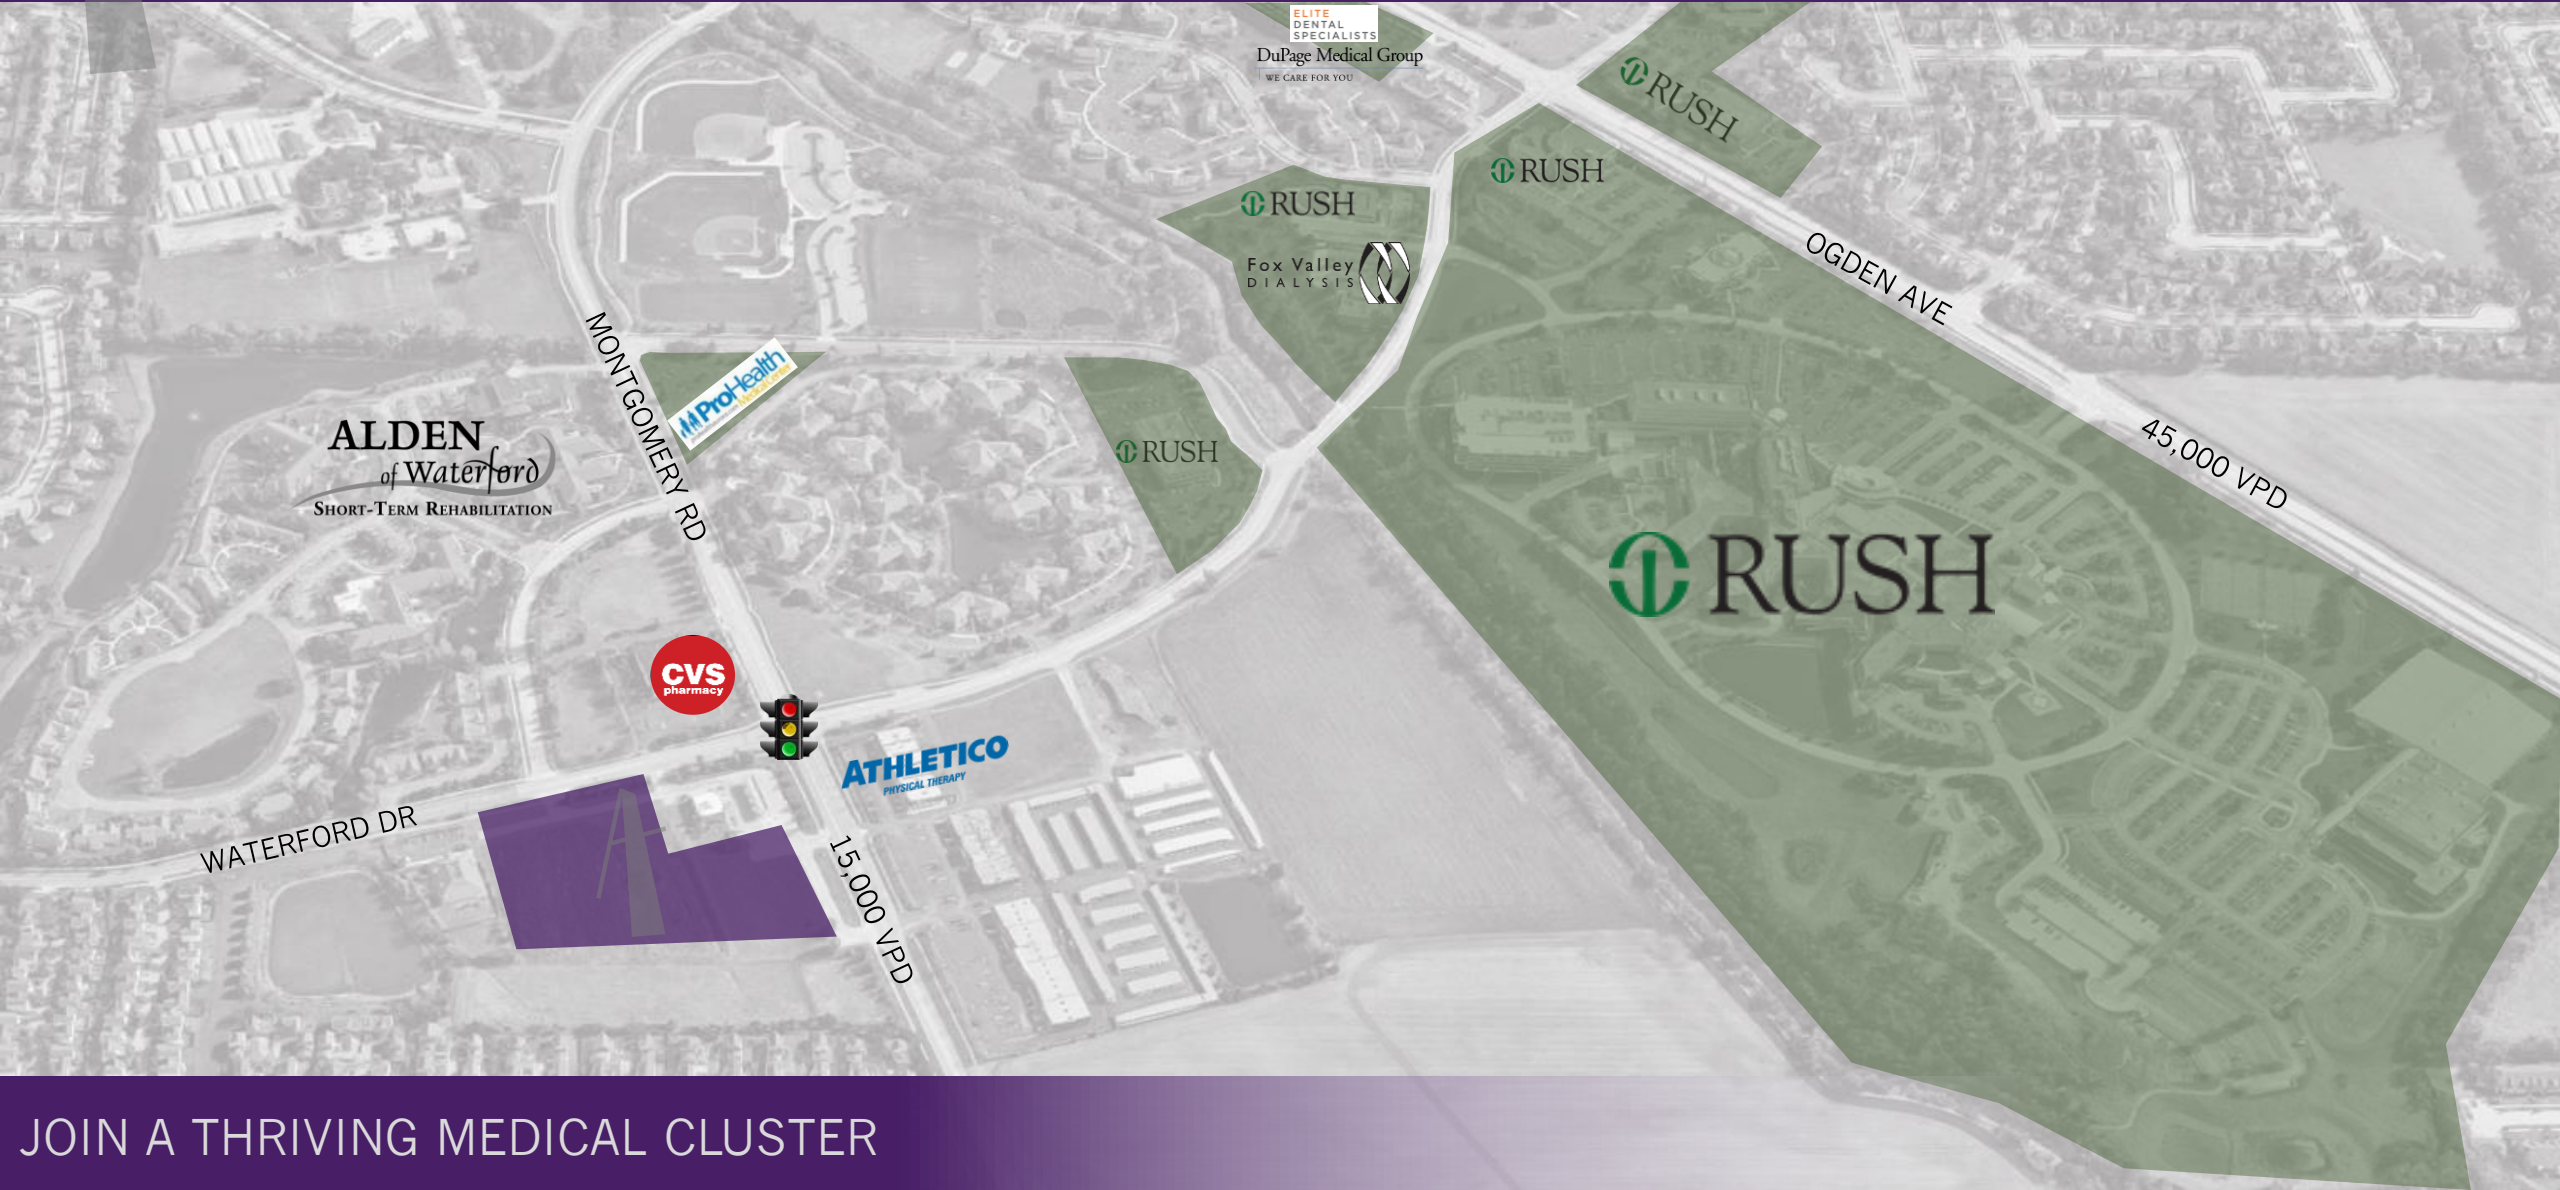 ELITE
DENTAL
SPECIALISTS
DuPage Medical Group
WE CARE FOR YOU
RUSH
RUSH
RUSH
Fox Valley
DIALYSIS
OGDEN AVE
45,000 VPD
MONTGOMERY RD
ProHealth
Medical Center
ALDEN
of Waterford
SHORT-TERM REHABILITATION
RUSH
RUSH
CVS
pharmacy
ATHLETICO
PHYSICAL THERAPY
WATERFORD DR
15,000 VPD
JOIN A THRIVING MEDICAL CLUSTER